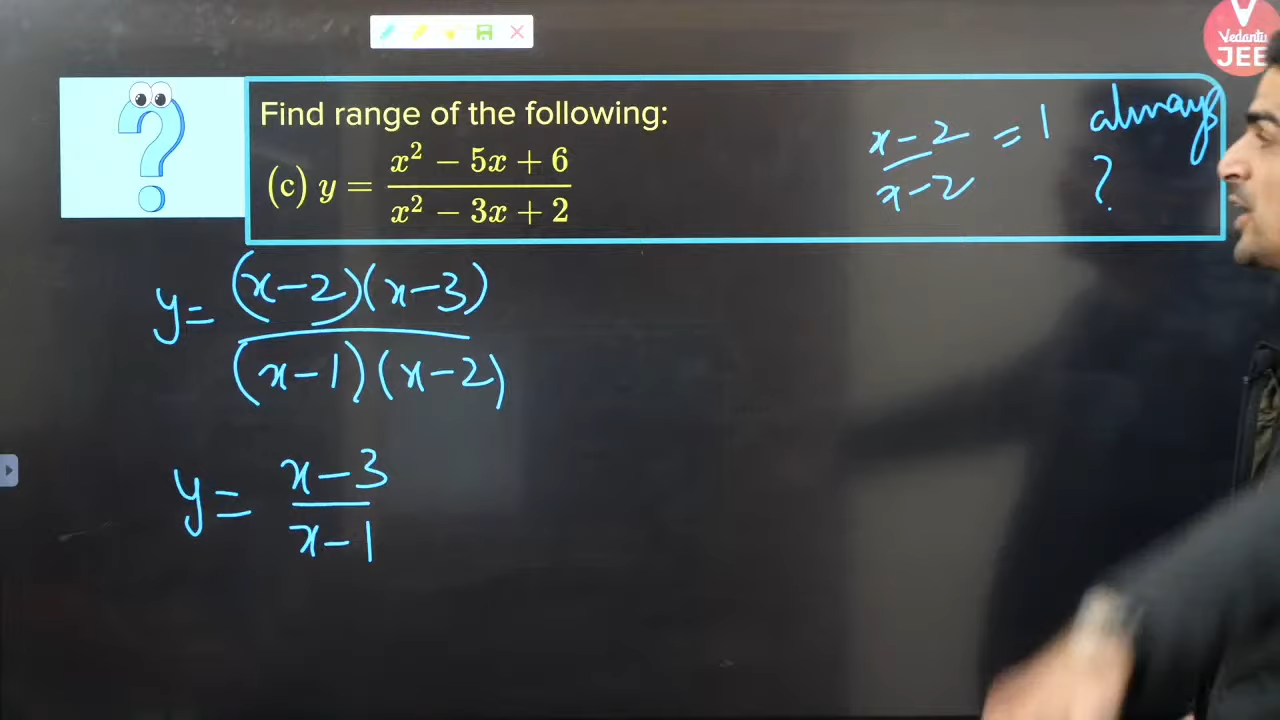 Vedantu
JEE
Find range of the following:
(c) y = (x² − 5x + 6)/(x² − 3x + 2)
(x−2)/(x−2) = 1 always
?
y = ((x−2)(x−3))/((x−1)(x−2))
y = (x−3)/(x−1)